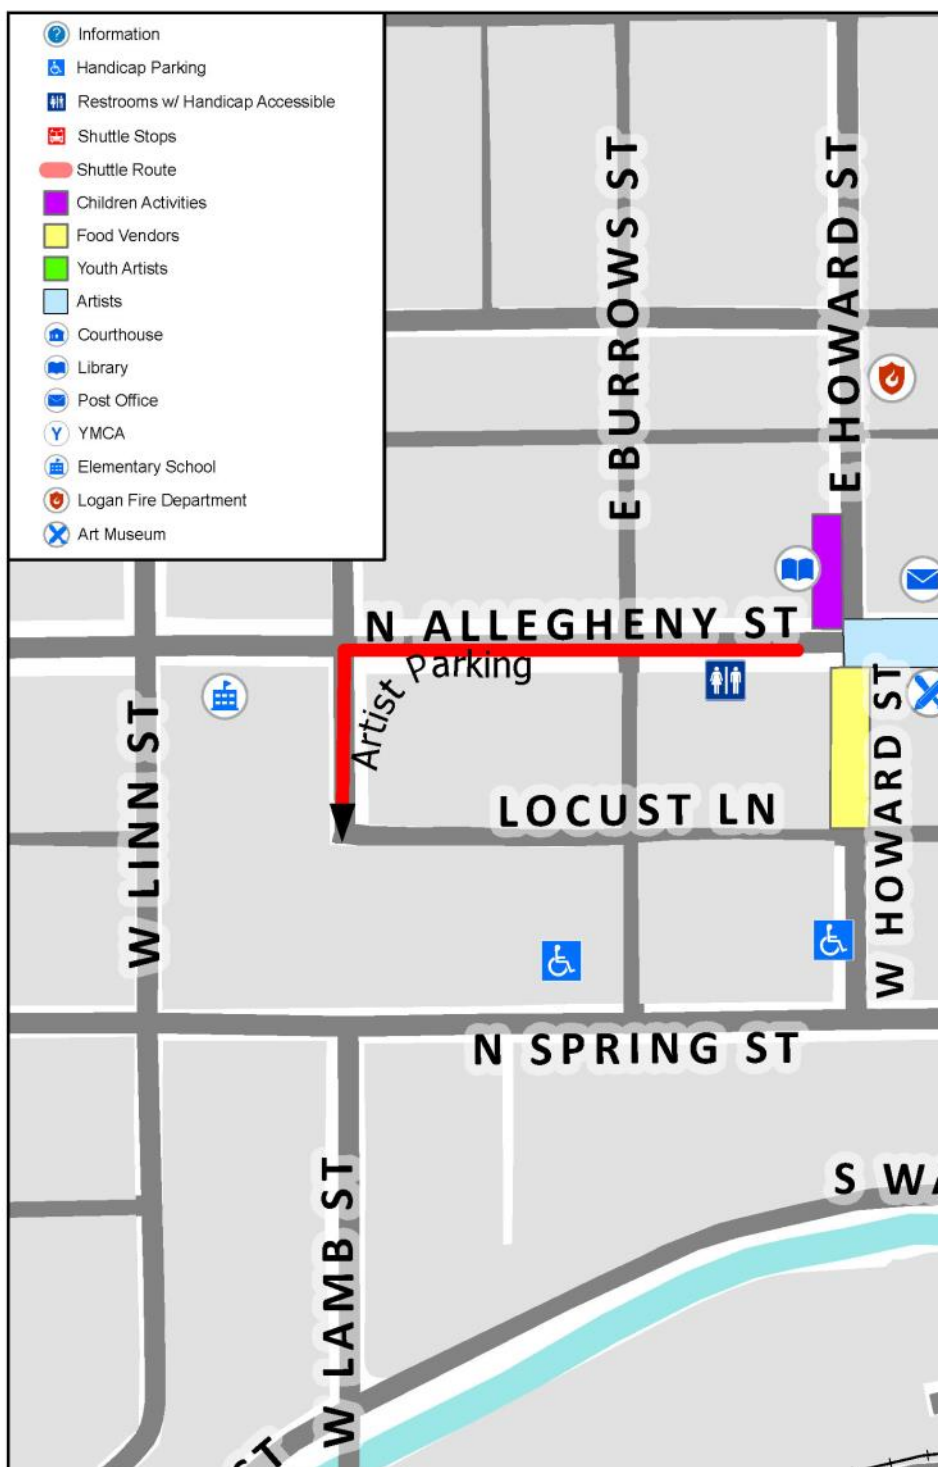 Information
Handicap Parking
Restrooms w/ Handicap Accessible
Shuttle Stops
Shuttle Route
Children Activities
Food Vendors
Youth Artists
Artists
Courthouse
Library
Post Office
Y YMCA
Elementary School
Logan Fire Department
Art Museum
E BURROWS ST
E HOWARD ST
N ALLEGHENY ST
Artist Parking
W LINN ST
LOCUST LN
W HOWARD ST
N SPRING ST
S WA
W LAMB ST
ST